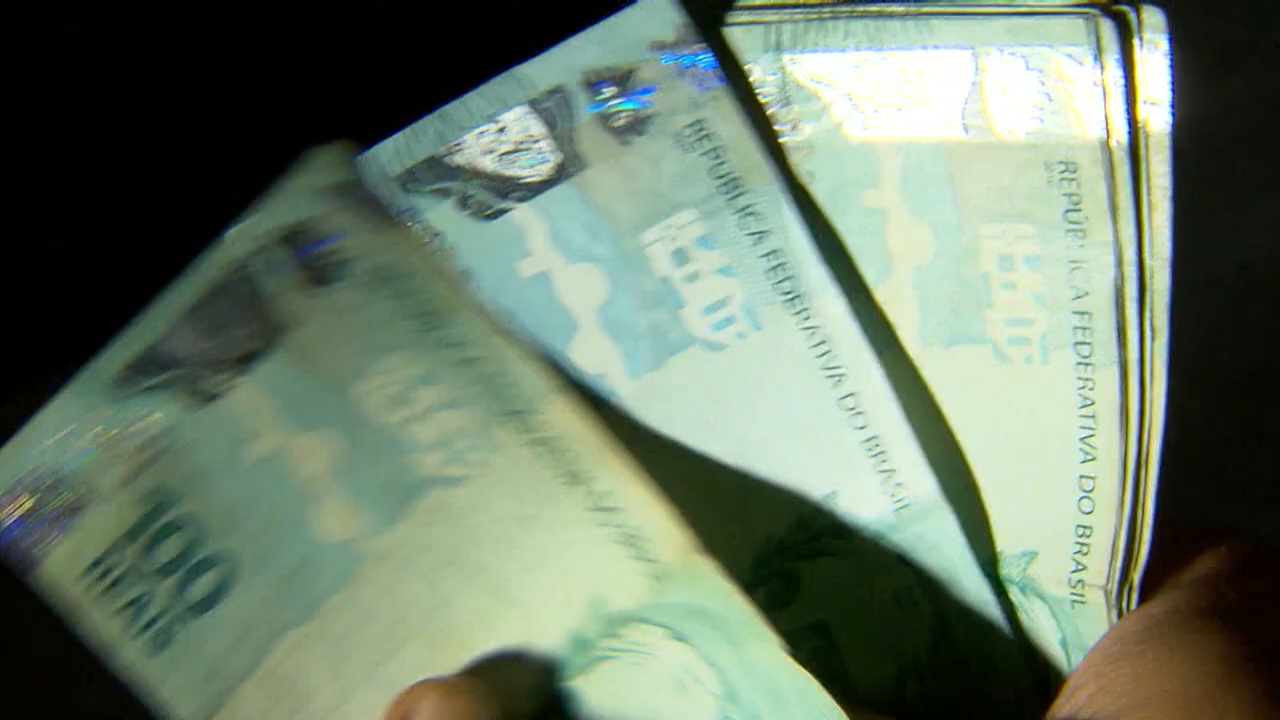 100
REAIS
REPÚBLICA FEDERATIVA DO BRASIL
REPÚBLICA FEDERATIVA DO BRASIL